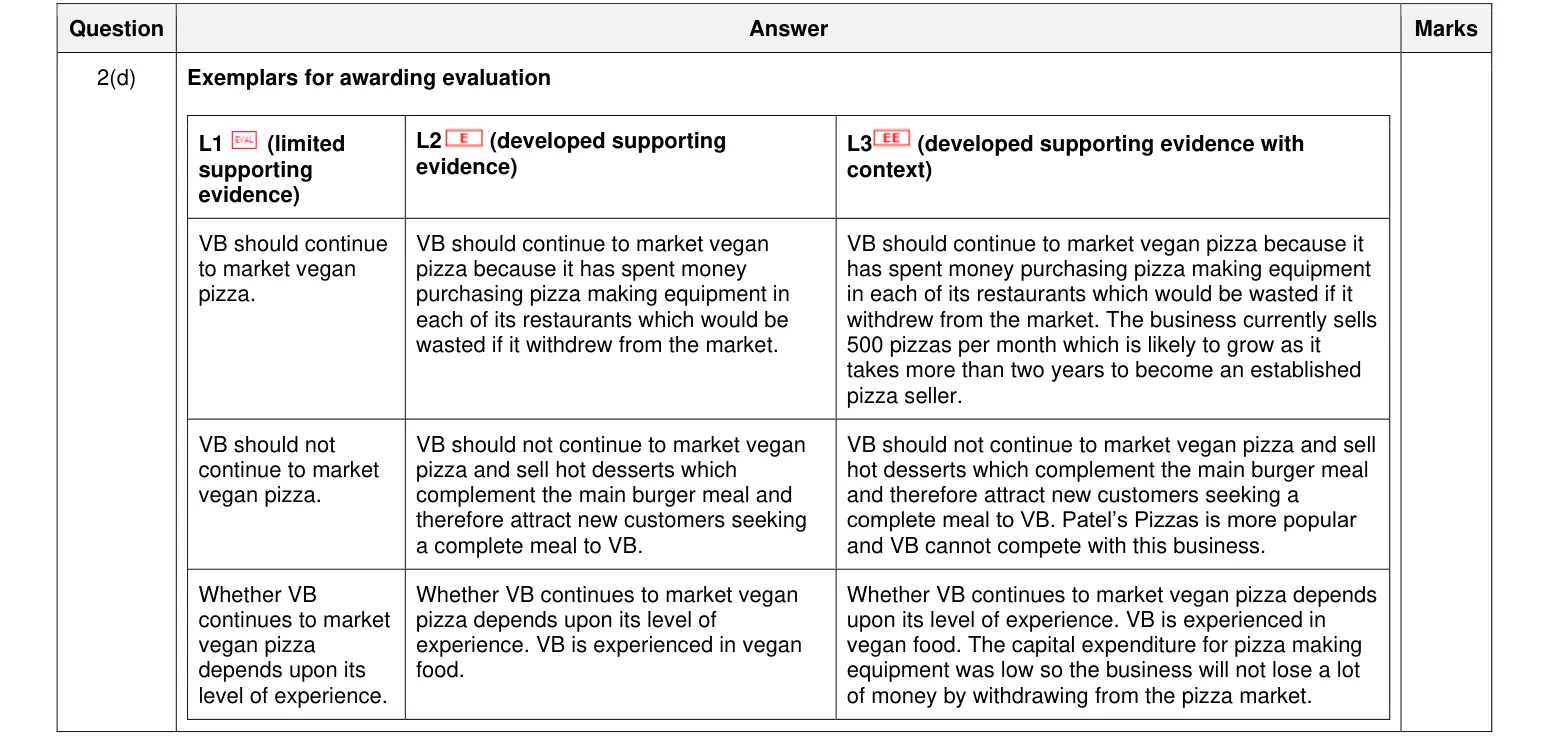 Question Answer Marks
2(d) Exemplars for awarding evaluation
L1 EVAL (limited
supporting
evidence)
L2 E (developed supporting
evidence)
L3 EE (developed supporting evidence with
context)
VB should continue
to market vegan
pizza.
VB should continue to market vegan
pizza because it has spent money
purchasing pizza making equipment in
each of its restaurants which would be
wasted if it withdrew from the market.
VB should continue to market vegan pizza because it
has spent money purchasing pizza making equipment
in each of its restaurants which would be wasted if it
withdrew from the market. The business currently sells
500 pizzas per month which is likely to grow as it
takes more than two years to become an established
pizza seller.
VB should not
continue to market
vegan pizza.
VB should not continue to market vegan
pizza and sell hot desserts which
complement the main burger meal and
therefore attract new customers seeking
a complete meal to VB.
VB should not continue to market vegan pizza and sell
hot desserts which complement the main burger meal
and therefore attract new customers seeking a
complete meal to VB. Patel’s Pizzas is more popular
and VB cannot compete with this business.
Whether VB
continues to market
vegan pizza
depends upon its
level of experience.
Whether VB continues to market vegan
pizza depends upon its level of
experience. VB is experienced in vegan
food.
Whether VB continues to market vegan pizza depends
upon its level of experience. VB is experienced in
vegan food. The capital expenditure for pizza making
equipment was low so the business will not lose a lot
of money by withdrawing from the pizza market.